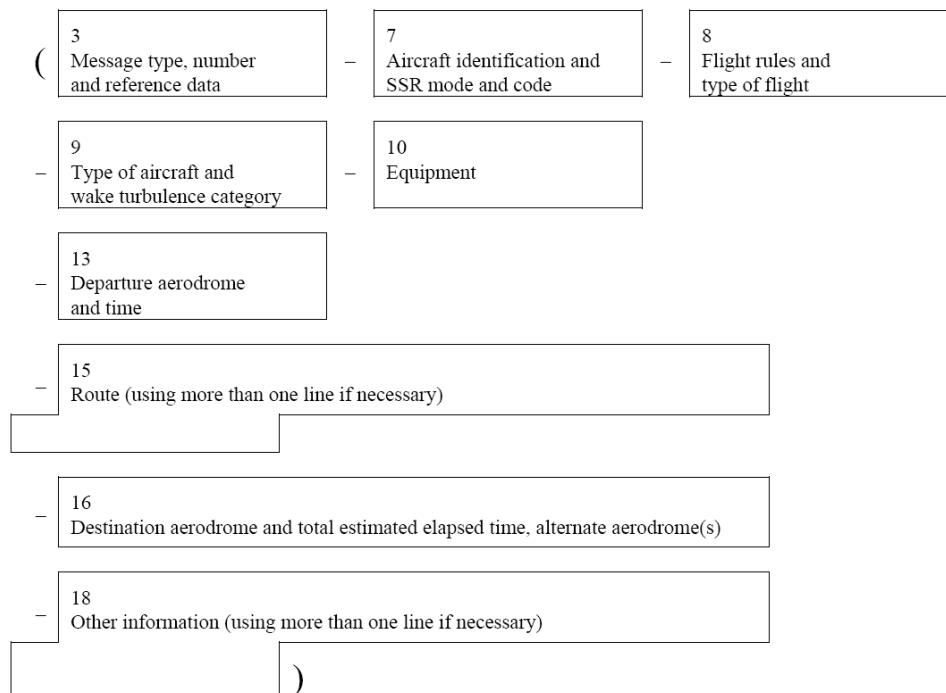 3 7 8
( Message type, number – Aircraft identification and – Flight rules and
and reference data SSR mode and code type of flight
9 10
– Type of aircraft and – Equipment
wake turbulence category
13
– Departure aerodrome
and time
15
– Route (using more than one line if necessary)
16
– Destination aerodrome and total estimated elapsed time, alternate aerodrome(s)
18
– Other information (using more than one line if necessary)
)